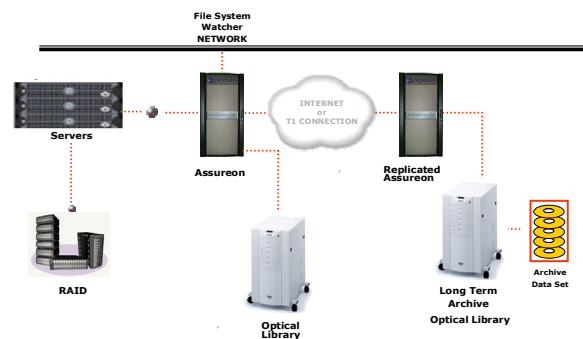 File System
Watcher
NETWORK
INTERNET
or
T1 CONNECTION
Servers
Assureon
Replicated
Assureon
RAID
Optical
Library
Long Term
Archive
Optical Library
Archive
Data Set